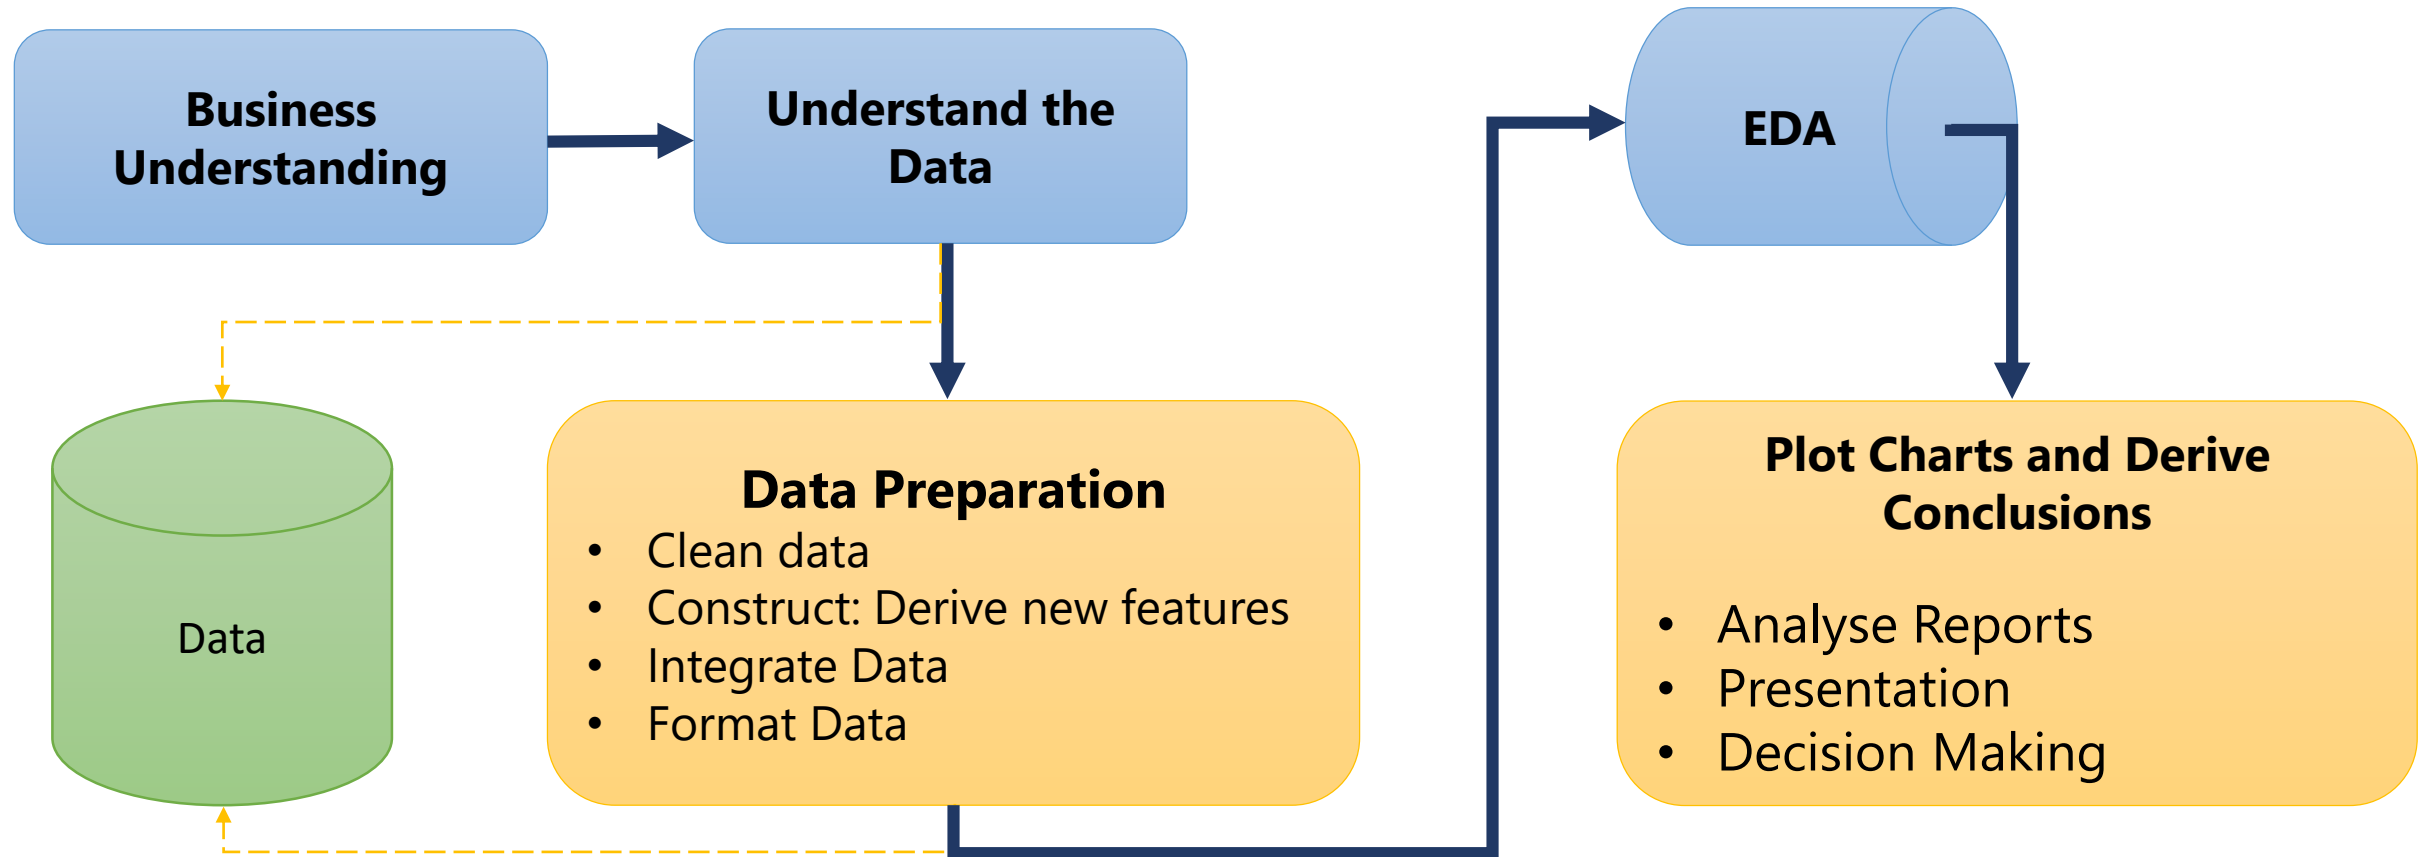 Business
Understanding
Understand the
Data
EDA
Data
Data Preparation
• Clean data
• Construct: Derive new features
• Integrate Data
• Format Data
Plot Charts and Derive
Conclusions
• Analyse Reports
• Presentation
• Decision Making